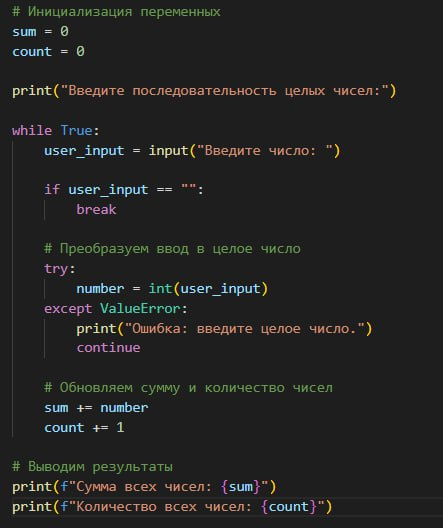 # Инициализация переменных
sum = 0
count = 0
print("Введите последовательность целых чисел:")
while True:
    user_input = input("Введите число: ")
    if user_input == "":
        break
    # Преобразуем ввод в целое число
    try:
        number = int(user_input)
    except ValueError:
        print("Ошибка: введите целое число.")
        continue
    # Обновляем сумму и количество чисел
    sum += number
    count += 1
# Выводим результаты
print(f"Сумма всех чисел: {sum}")
print(f"Количество всех чисел: {count}")